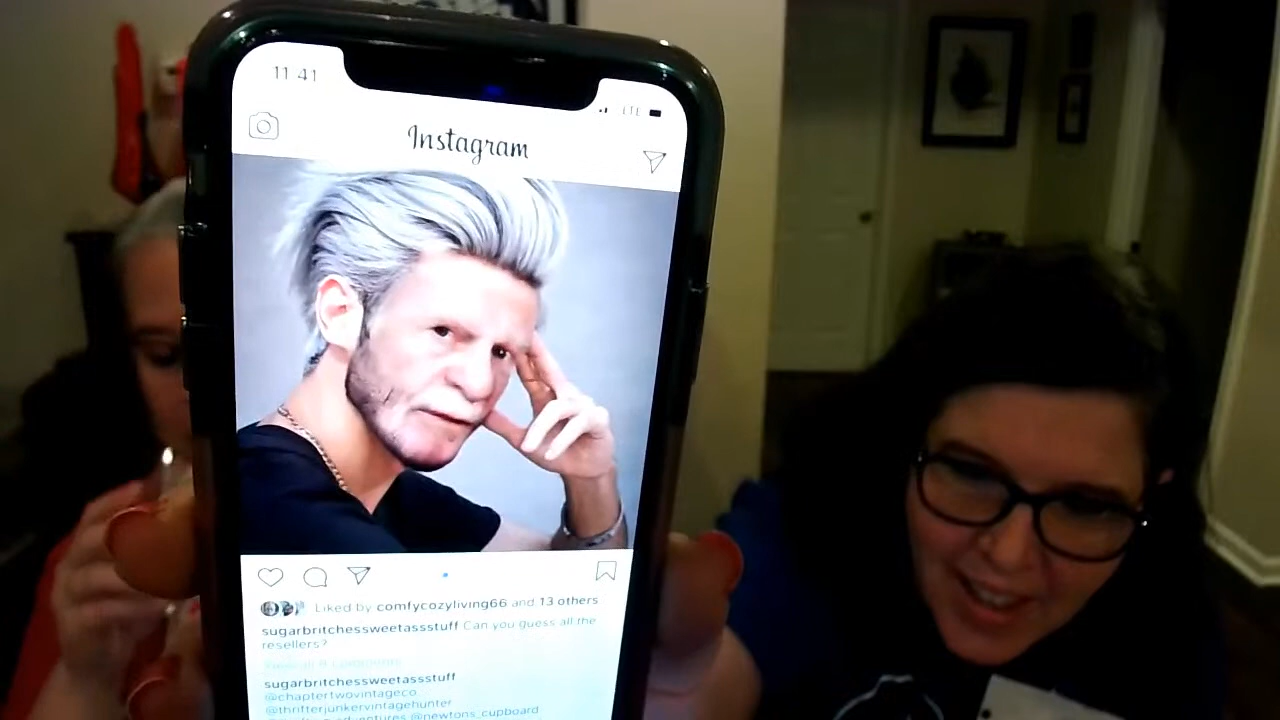 11 41
LTE
Instagram
Liked by comfycozyliving66 and 13 others
sugarbritchessweetassstuff Can you guess all the
resellers?
sugarbritchessweetassstuff
@chaptertwovintageco
@thrifterjunkervintagehunter
@newtons_cupboard